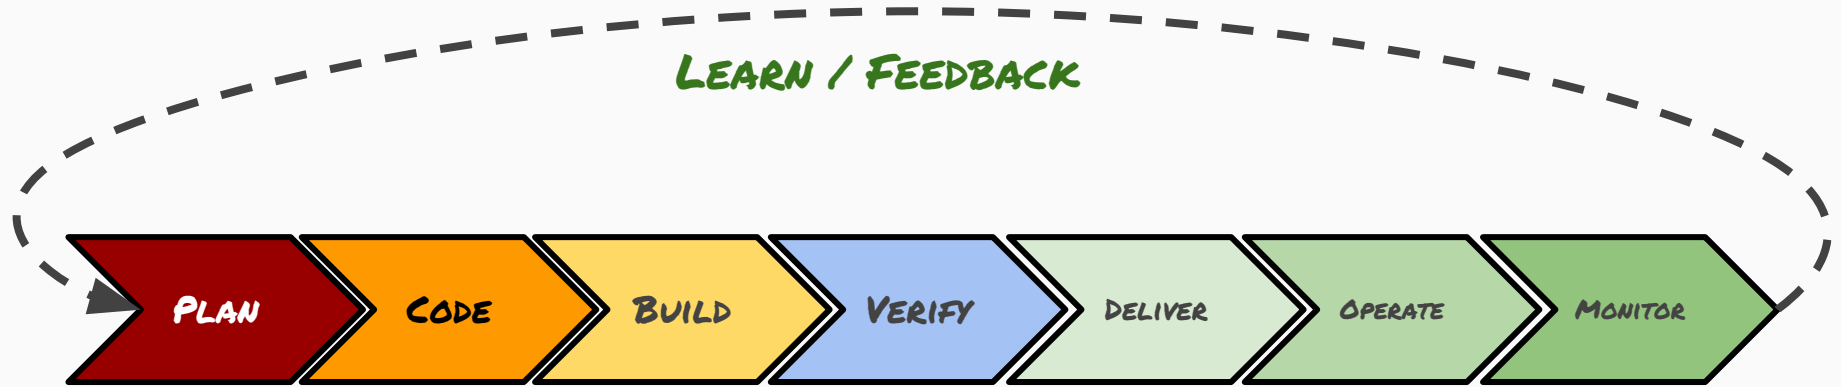 Learn / Feedback
Plan
Code
Build
Verify
Deliver
Operate
Monitor